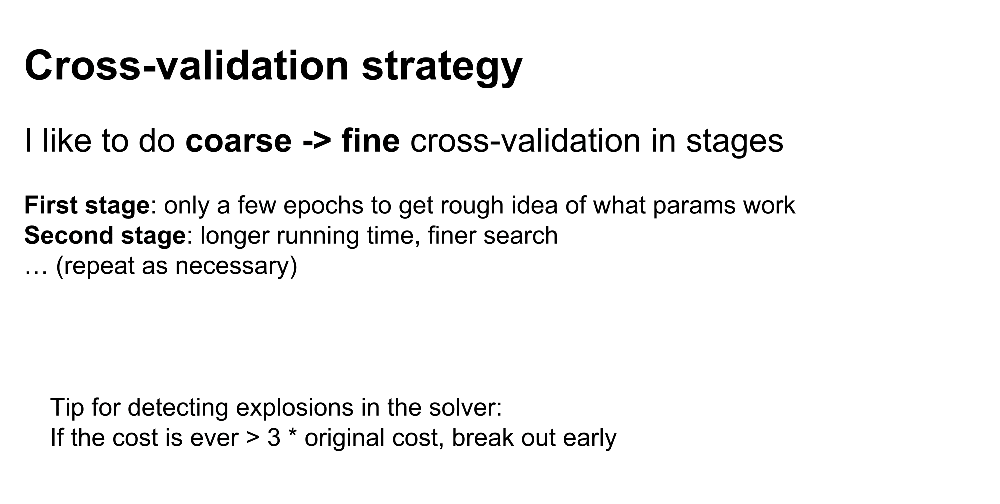 Cross-validation strategy
I like to do coarse -> fine cross-validation in stages
First stage: only a few epochs to get rough idea of what params work
Second stage: longer running time, finer search
… (repeat as necessary)
Tip for detecting explosions in the solver:
If the cost is ever > 3 * original cost, break out early